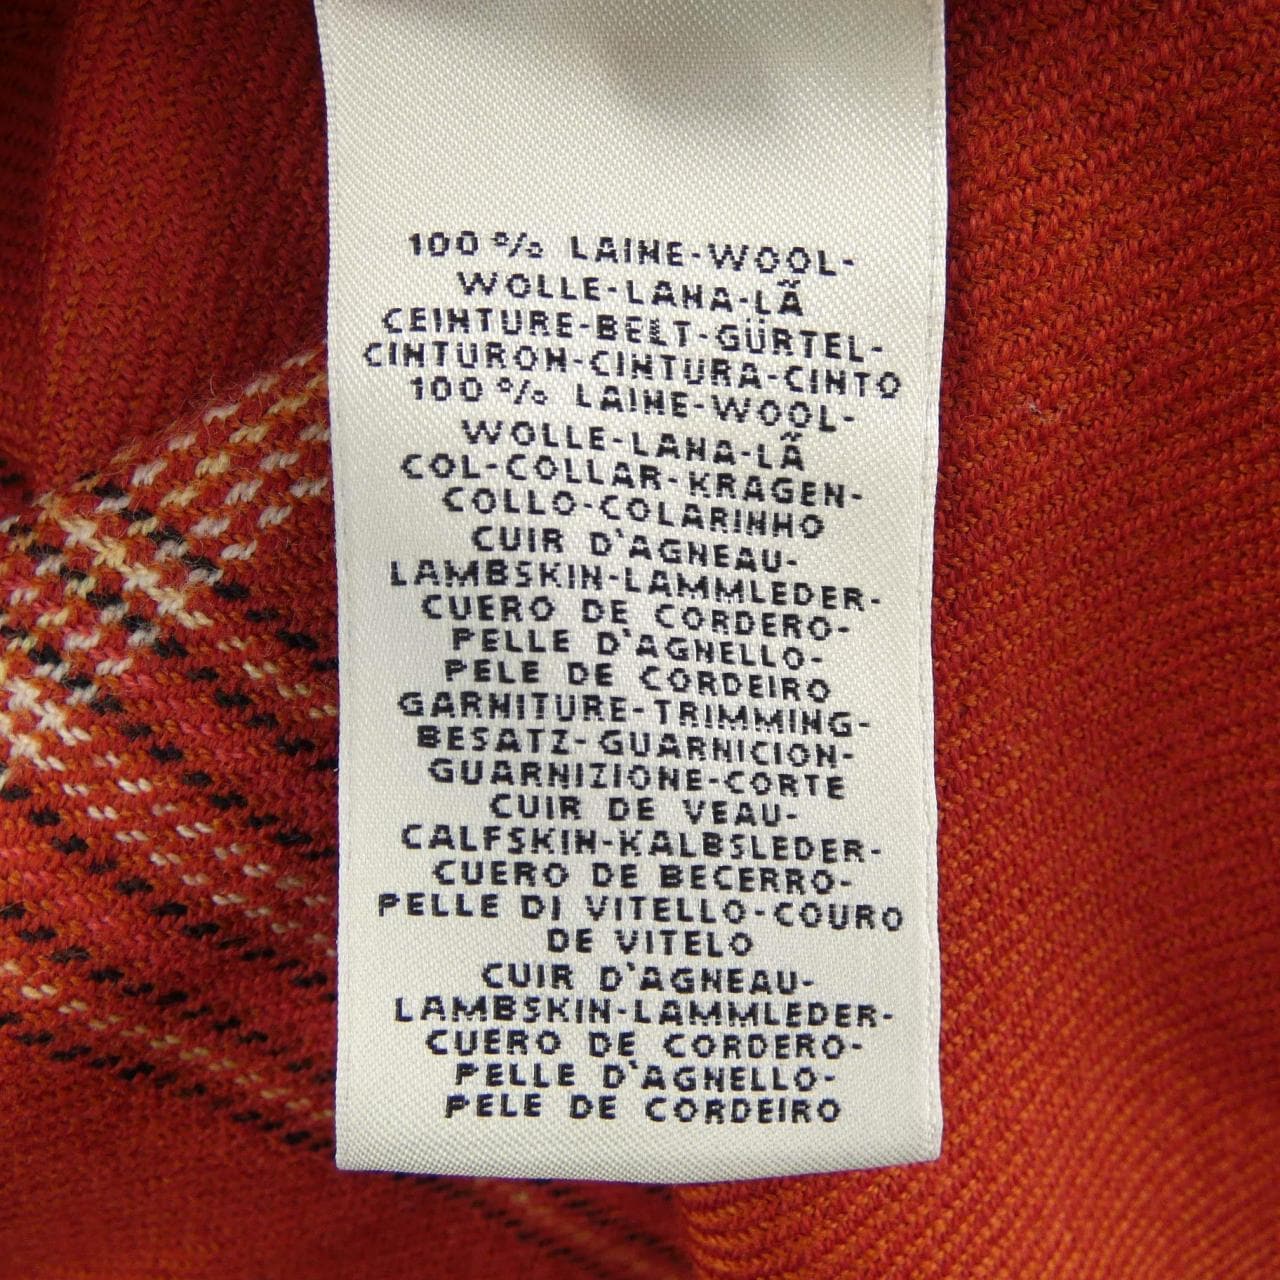 100 % LAINE-WOOL-
WOLLE-LANA-LÃ
CEINTURE-BELT-GÜRTEL-
CINTURON-CINTURA-CINTO
100 % LAINE-WOOL-
WOLLE-LANA-LÃ
COL-COLLAR-KRAGEN-
COLLO-COLARINHO
CUIR D'AGNEAU-
LAMBSKIN-LAMMLEDER-
CUERO DE CORDERO-
PELLE D'AGNELLO-
PELE DE CORDEIRO
GARNITURE-TRIMMING-
BESATZ-GUARNICION-
GUARNIZIONE-CORTE
CUIR DE VEAU-
CALFSKIN-KALBSLEDER-
CUERO DE BECERRO-
PELLE DI VITELLO-COURO
DE VITELO
CUIR D'AGNEAU-
LAMBSKIN-LAMMLEDER-
CUERO DE CORDERO-
PELLE D'AGNELLO-
PELE DE CORDEIRO